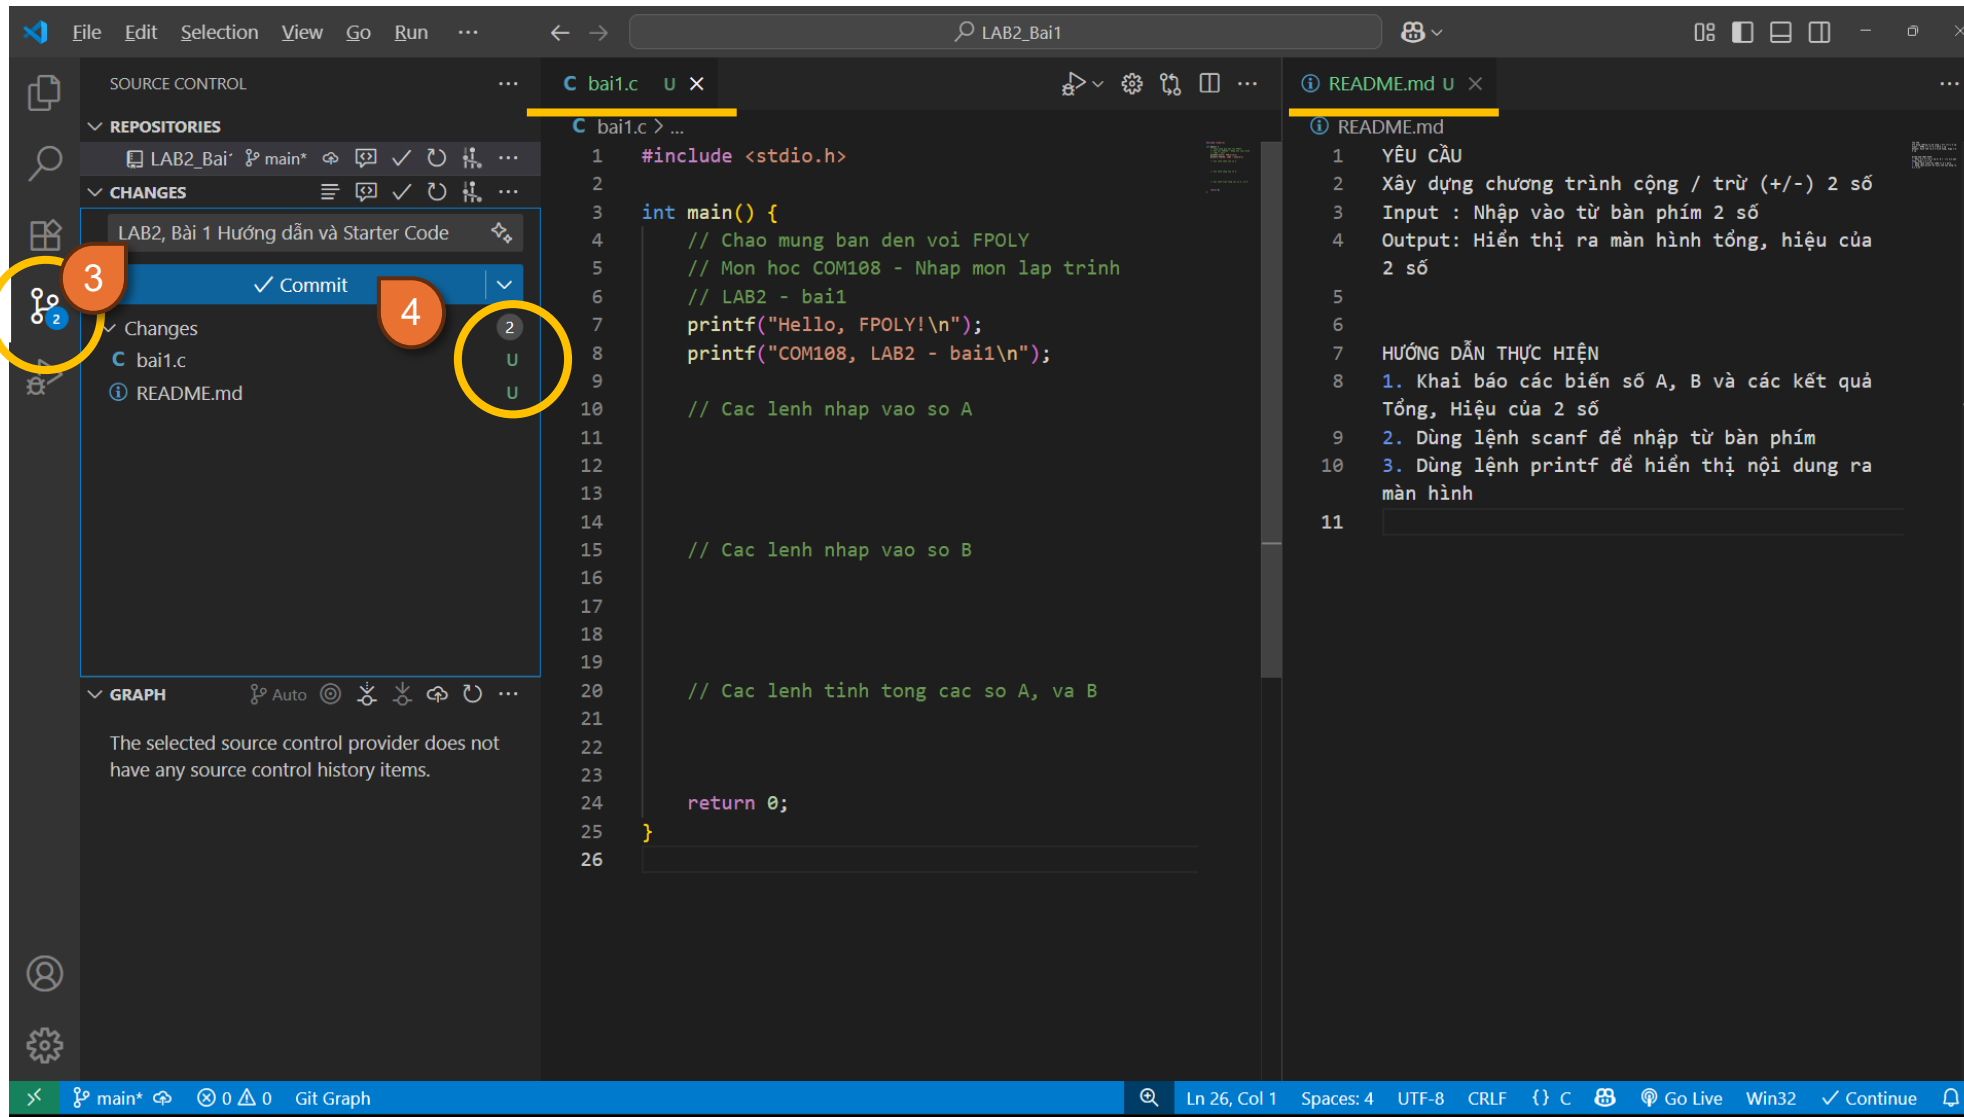 File Edit Selection View Go Run ...
LAB2_Bai1
SOURCE CONTROL
REPOSITORIES
LAB2_Bai1 main*
CHANGES
LAB2, Bài 1 Hướng dẫn và Starter Code
3
Commit
4
2
Changes 2
C bai1.c U
README.md U
GRAPH Auto
The selected source control provider does not
have any source control history items.
C bai1.c U
C bai1.c > ...
1 #include <stdio.h>
2
3 int main() {
4 // Chao mung ban den voi FPOLY
5 // Mon hoc COM108 - Nhap mon lap trinh
6 // LAB2 - bai1
7 printf("Hello, FPOLY!\n");
8 printf("COM108, LAB2 - bai1\n");
9
10 // Cac lenh nhap vao so A
11
12
13
14
15 // Cac lenh nhap vao so B
16
17
18
19
20 // Cac lenh tinh tong cac so A, va B
21
22
23
24 return 0;
25 }
26
README.md U
README.md
1 YÊU CẦU
2 Xây dựng chương trình cộng / trừ (+/-) 2 số
3 Input : Nhập vào từ bàn phím 2 số
4 Output: Hiển thị ra màn hình tổng, hiệu của
2 số
5
6
7 HƯỚNG DẪN THỰC HIỆN
8 1. Khai báo các biến số A, B và các kết quả
Tổng, Hiệu của 2 số
9 2. Dùng lệnh scanf để nhập từ bàn phím
10 3. Dùng lệnh printf để hiển thị nội dung ra
màn hình
11
main* 0 0 Git Graph
Ln 26, Col 1 Spaces: 4 UTF-8 CRLF {} C Go Live Win32 Continue